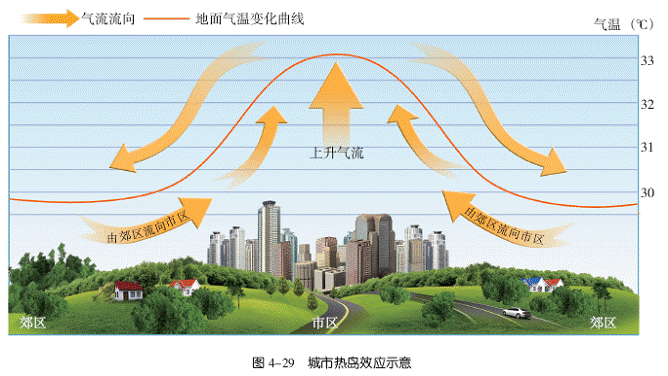 气流流向 地面气温变化曲线
气温(℃)
33
32
31
30
上升气流
由郊区流向市区
由郊区流向市区
郊区 市区 郊区
图 4-29 城市热岛效应示意